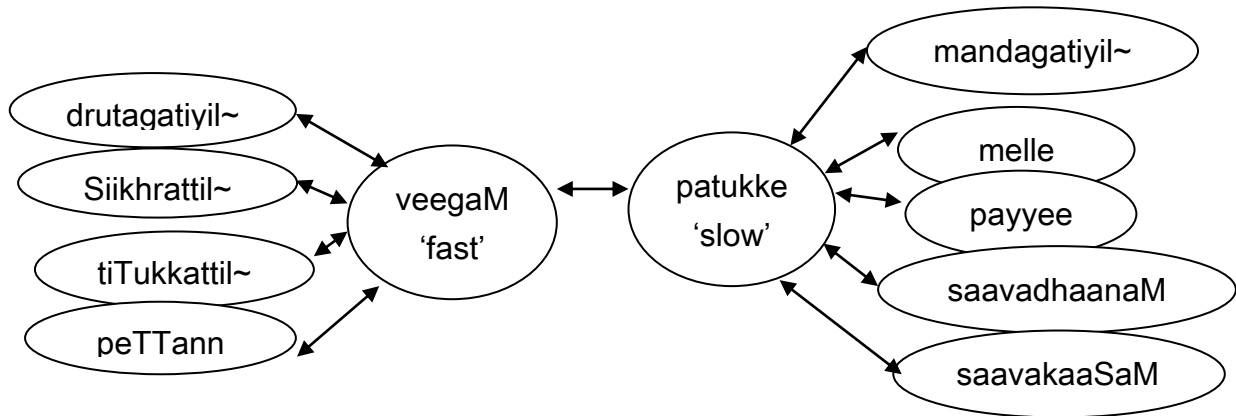 drutagatiyil~
Siikhrattil~
tiTukkattil~
peTTann
veegaM
‘fast’
patukke
‘slow’
mandagatiyil~
melle
payyee
saavadhaanaM
saavakaaSaM